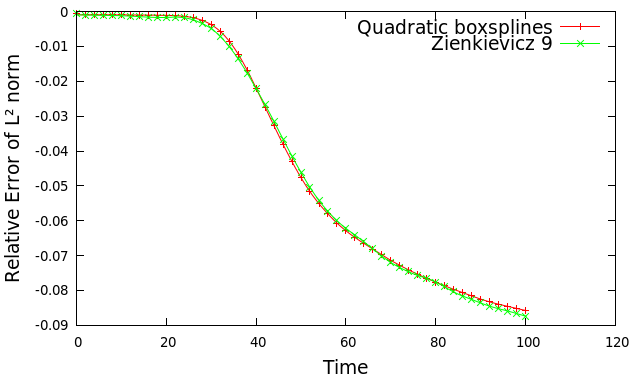 Quadratic boxsplines
Zienkievicz 9
0
-0.01
-0.02
-0.03
-0.04
-0.05
-0.06
-0.07
-0.08
-0.09
Relative Error of L² norm
0 20 40 60 80 100 120
Time